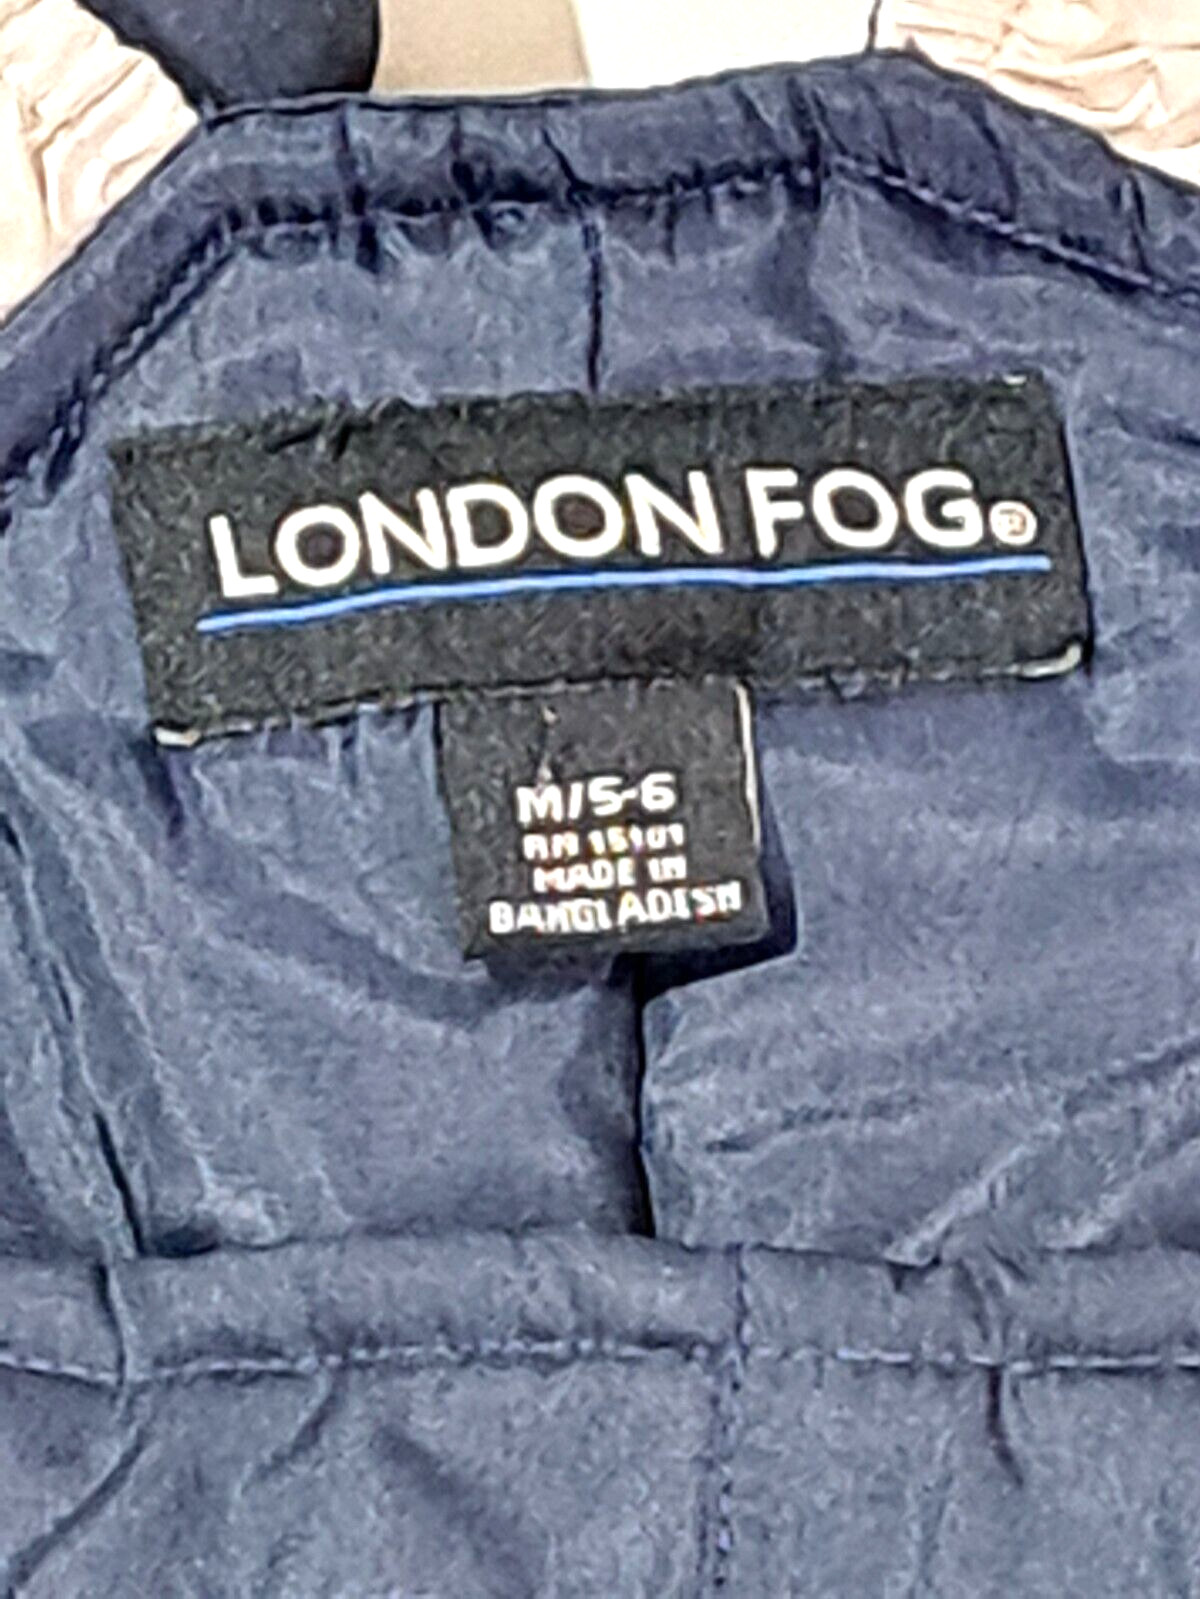 LONDON FOG®
M/5-6
RN 15101
MADE IN
BANGLADESH